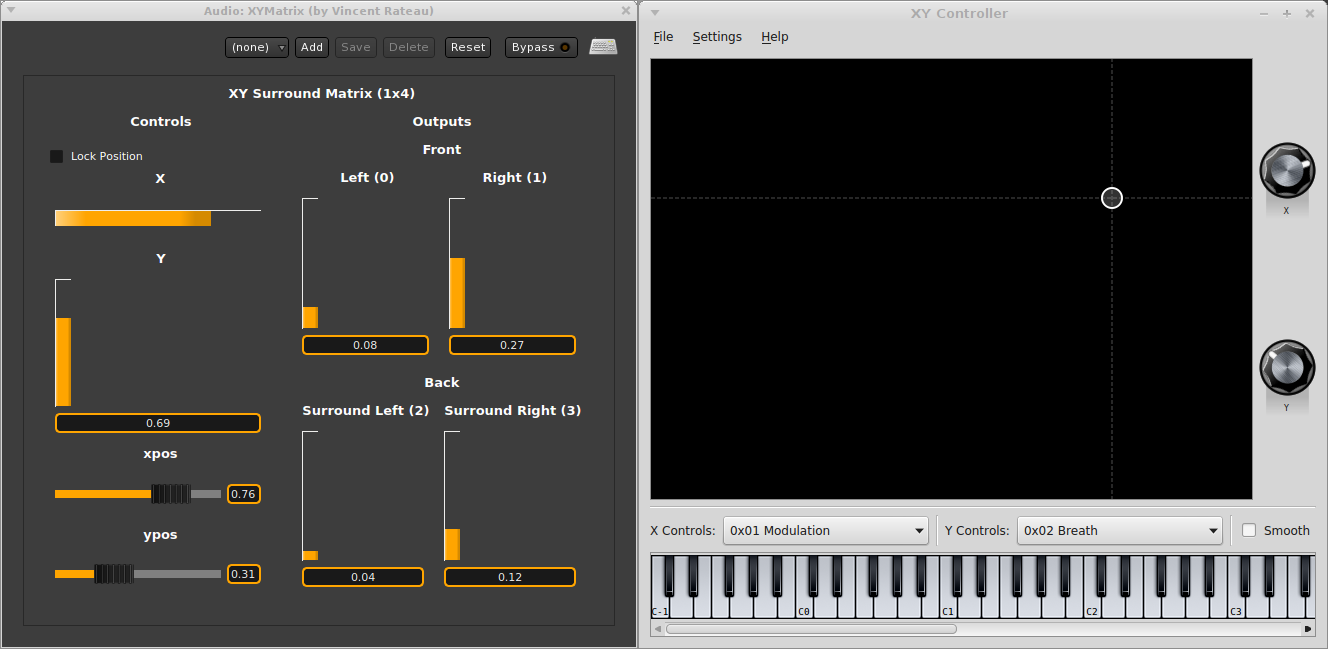 Audio: XYMatrix (by Vincent Rateau)
(none) Add Save Delete Reset Bypass
XY Surround Matrix (1x4)
Controls
Lock Position
X
Y
0.69
xpos
0.76
ypos
0.31
Outputs
Front
Left (0) Right (1)
0.08 0.27
Back
Surround Left (2) Surround Right (3)
0.04 0.12
XY Controller
File Settings Help
X
Y
X Controls: 0x01 Modulation Y Controls: 0x02 Breath Smooth
C-1 C0 C1 C2 C3